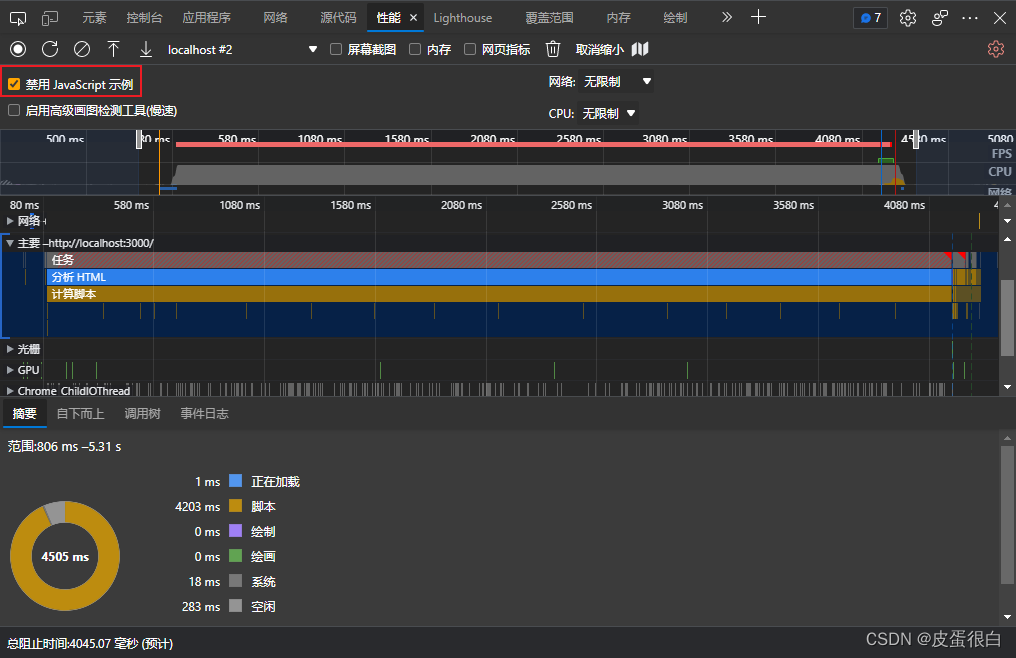 元素 控制台 应用程序 网络 源代码 性能 × Lighthouse 覆盖范围 内存 绘制 7
localhost #2 屏幕截图 内存 网页指标 取消缩小
禁用 JavaScript 示例 网络: 无限制
启用高级画图检测工具(慢速) CPU: 无限制
500 ms 80 ms 580 ms 1080 ms 1580 ms 2080 ms 2580 ms 3080 ms 3580 ms 4080 ms 4580 ms 5080
FPS
CPU
网络
80 ms 580 ms 1080 ms 1580 ms 2080 ms 2580 ms 3080 ms 3580 ms 4080 ms 4
网络
主要 –http://localhost:3000/
任务
分析 HTML
计算脚本
光栅
GPU
Chrome_ChildIOThread
摘要 自下而上 调用树 事件日志
范围:806 ms –5.31 s
1 ms 正在加载
4203 ms 脚本
0 ms 绘制
4505 ms
0 ms 绘画
18 ms 系统
283 ms 空闲
总阻止时间:4045.07 毫秒 (预计)
CSDN @皮蛋很白